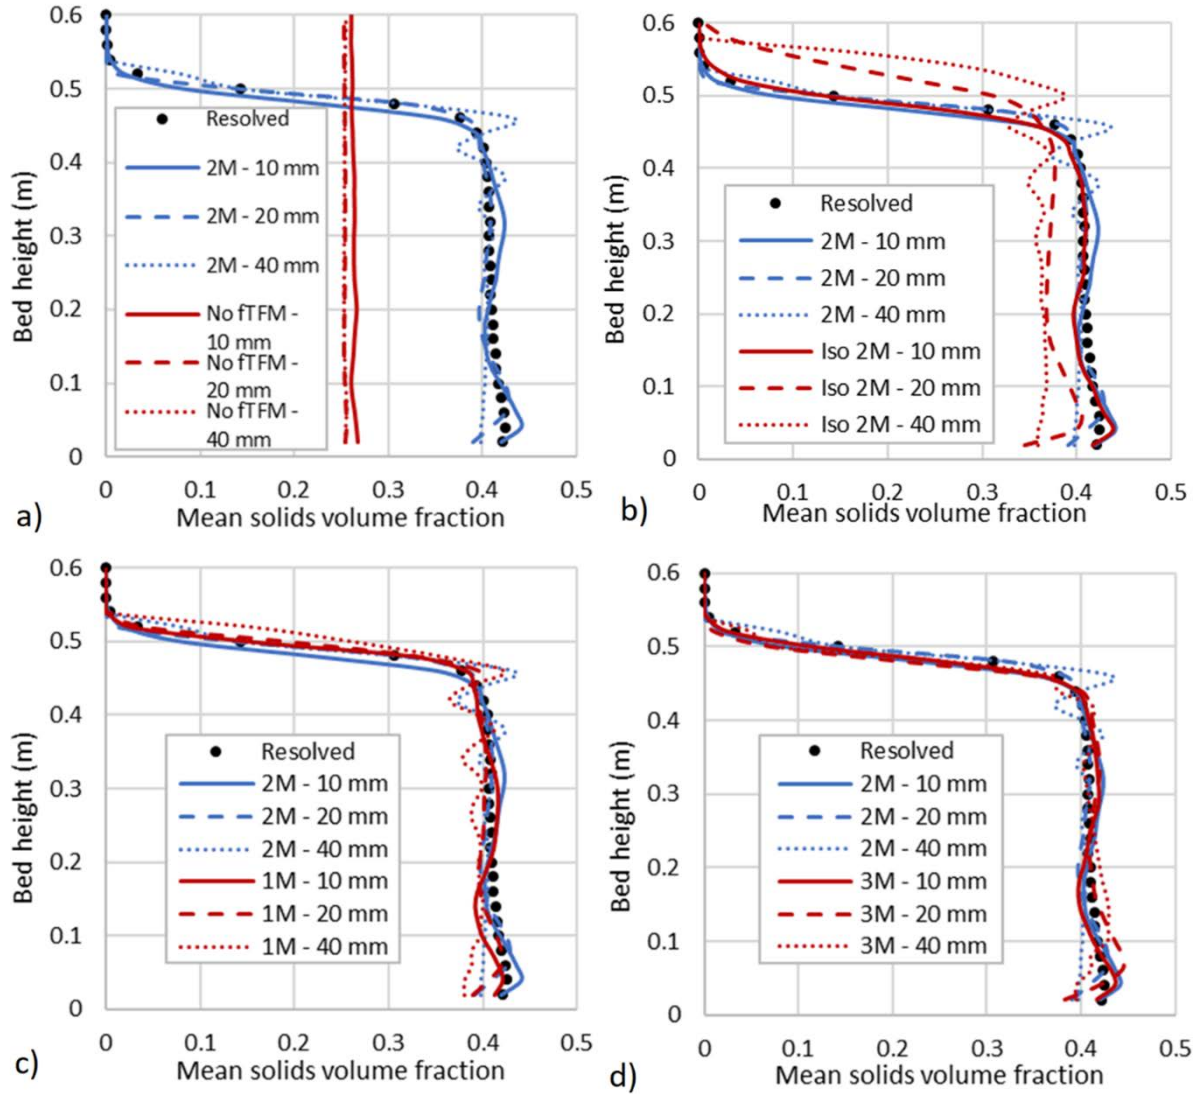 0.6
0.5
0.4
0.3
0.2
0.1
0
Bed height (m)
Resolved
2M - 10 mm
2M - 20 mm
2M - 40 mm
No fTFM -
10 mm
No fTFM -
20 mm
No fTFM -
40 mm
0 0.1 0.2 0.3 0.4 0.5
Mean solids volume fraction
a)
0.6
0.5
0.4
0.3
0.2
0.1
0
Bed height (m)
Resolved
2M - 10 mm
2M - 20 mm
2M - 40 mm
Iso 2M - 10 mm
Iso 2M - 20 mm
Iso 2M - 40 mm
0 0.1 0.2 0.3 0.4 0.5
Mean solids volume fraction
b)
0.6
0.5
0.4
0.3
0.2
0.1
0
Bed height (m)
Resolved
2M - 10 mm
2M - 20 mm
2M - 40 mm
1M - 10 mm
1M - 20 mm
1M - 40 mm
0 0.1 0.2 0.3 0.4 0.5
Mean solids volume fraction
c)
0.6
0.5
0.4
0.3
0.2
0.1
0
Bed height (m)
Resolved
2M - 10 mm
2M - 20 mm
2M - 40 mm
3M - 10 mm
3M - 20 mm
3M - 40 mm
0 0.1 0.2 0.3 0.4 0.5
Mean solids volume fraction
d)